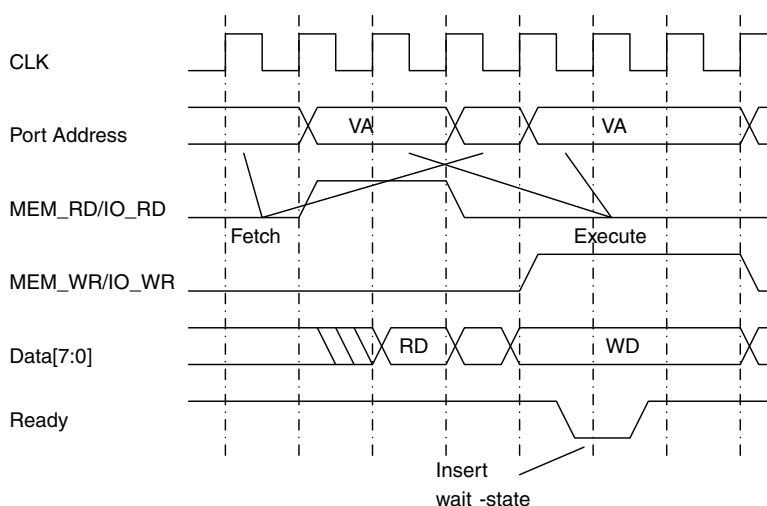 CLK
Port Address
VA
VA
MEM_RD/IO_RD
Fetch
Execute
MEM_WR/IO_WR
Data[7:0]
RD
WD
Ready
Insert
wait -state